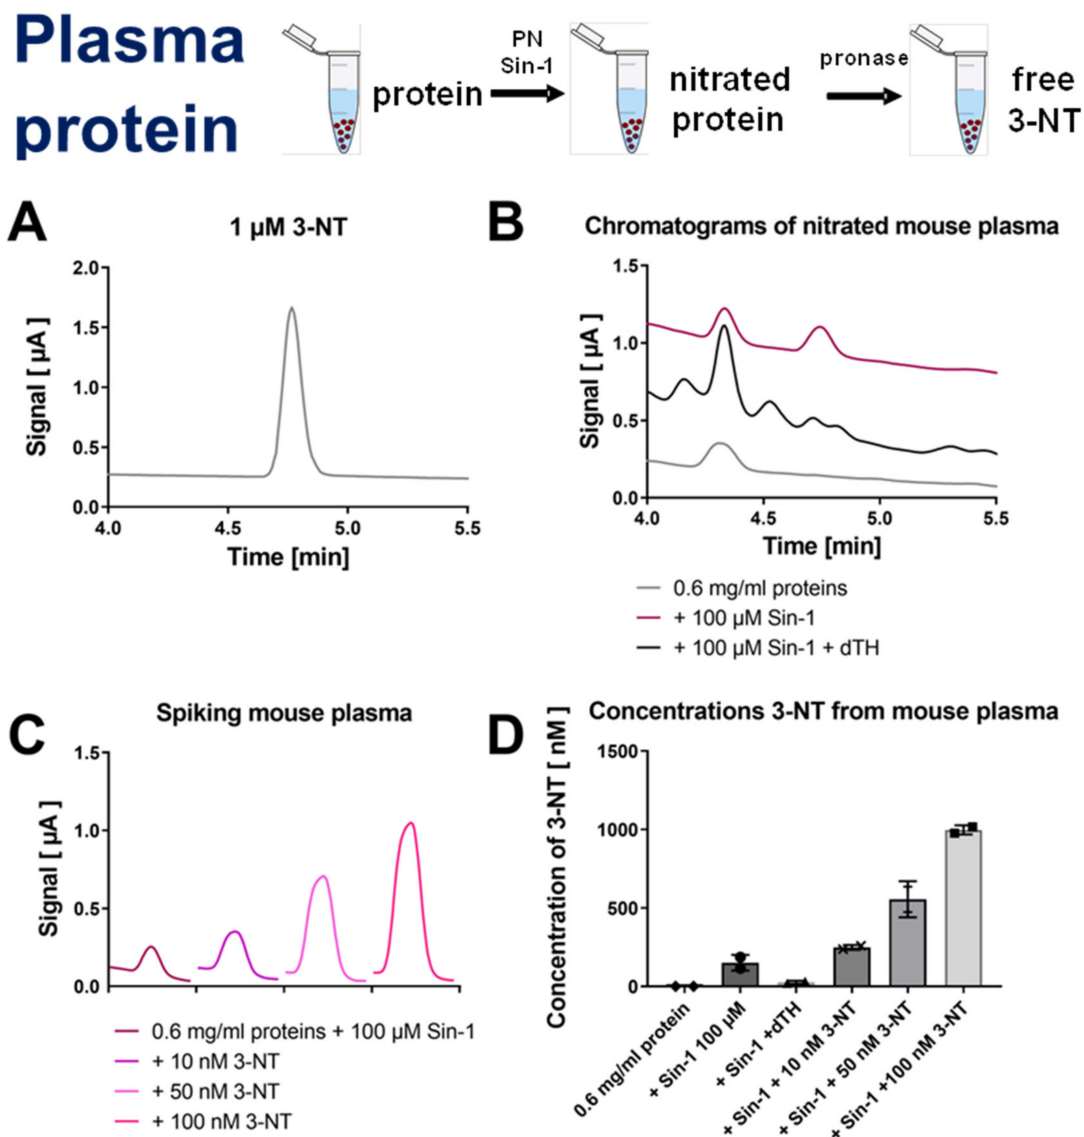 Plasma
protein
protein
PN
Sin-1
nitrated
protein
pronase
free
3-NT
A
1 µM 3-NT
Signal [ µA ]
2.0
1.5
1.0
0.5
0.0
4.0 4.5 5.0 5.5
Time [min]
B
Chromatograms of nitrated mouse plasma
Signal [ µA ]
1.5
1.0
0.5
0.0
4.0 4.5 5.0 5.5
Time [min]
0.6 mg/ml proteins
+ 100 µM Sin-1
+ 100 µM Sin-1 + dTH
C
Spiking mouse plasma
Signal [ µA ]
1.5
1.0
0.5
0.0
0.6 mg/ml proteins + 100 µM Sin-1
+ 10 nM 3-NT
+ 50 nM 3-NT
+ 100 nM 3-NT
D
Concentrations 3-NT from mouse plasma
Concentration of 3-NT [ nM ]
1500
1000
500
0
0.6 mg/ml protein
+ Sin-1 100 µM
+ Sin-1 +dTH
+ Sin-1 + 10 nM 3-NT
+ Sin-1 + 50 nM 3-NT
+ Sin-1 +100 nM 3-NT